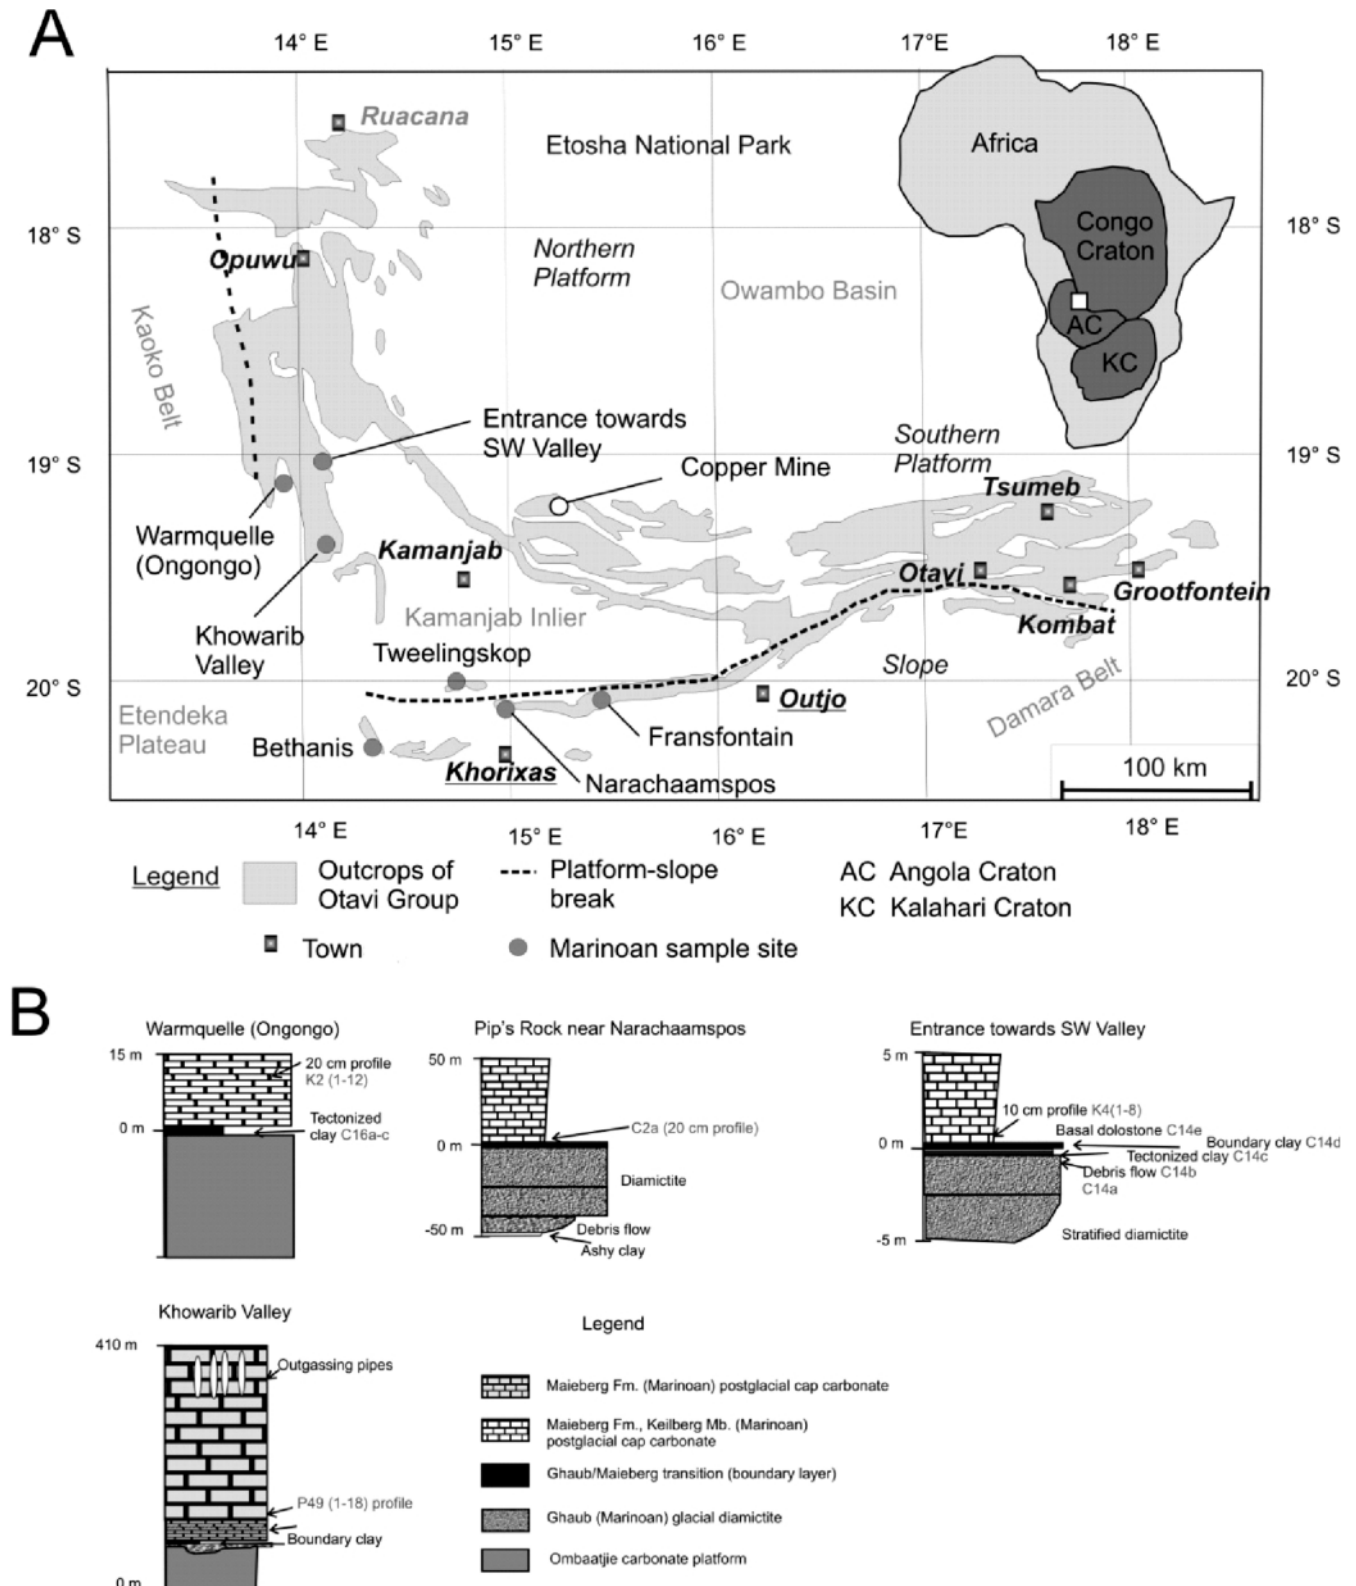 A
14° E
15° E
16° E
17° E
18° E
Ruacana
Etosha National Park
Africa
Congo
Craton
AC
KC
18° S
18° S
Opuwu
Northern
Platform
Owambo Basin
Kaoko Belt
Entrance towards
SW Valley
Southern
Platform
19° S
19° S
Copper Mine
Tsumeb
Warmquelle
(Ongongo)
Kamanjab
Otavi
Grootfontein
Kamanjab Inlier
Kombat
Khowarib
Valley
Tweelingskop
Slope
20° S
20° S
Outjo
Damara Belt
Etendeka
Plateau
Bethanis
Fransfontain
Khorixas
Narachaamspos
100 km
14° E
15° E
16° E
17°E
18° E
Legend
Outcrops of
Otavi Group
Platform-slope
break
AC Angola Craton
KC Kalahari Craton
Town
Marinoan sample site
B
Warmquelle (Ongongo)
15 m
20 cm profile
K2 (1-12)
0 m
Tectonized
clay C16a-c
Pip's Rock near Narachaamspos
50 m
C2a (20 cm profile)
0 m
Diamictite
-50 m
Debris flow
Ashy clay
Entrance towards SW Valley
5 m
10 cm profile K4(1-8)
Basal dolostone C14e
0 m
Boundary clay C14d
Tectonized clay C14c
Debris flow C14b
C14a
-5 m
Stratified diamictite
Khowarib Valley
410 m
Outgassing pipes
P49 (1-18) profile
Boundary clay
0 m
Legend
Maieberg Fm. (Marinoan) postglacial cap carbonate
Maieberg Fm., Keilberg Mb. (Marinoan)
postglacial cap carbonate
Ghaub/Maieberg transition (boundary layer)
Ghaub (Marinoan) glacial diamictite
Ombaatjie carbonate platform